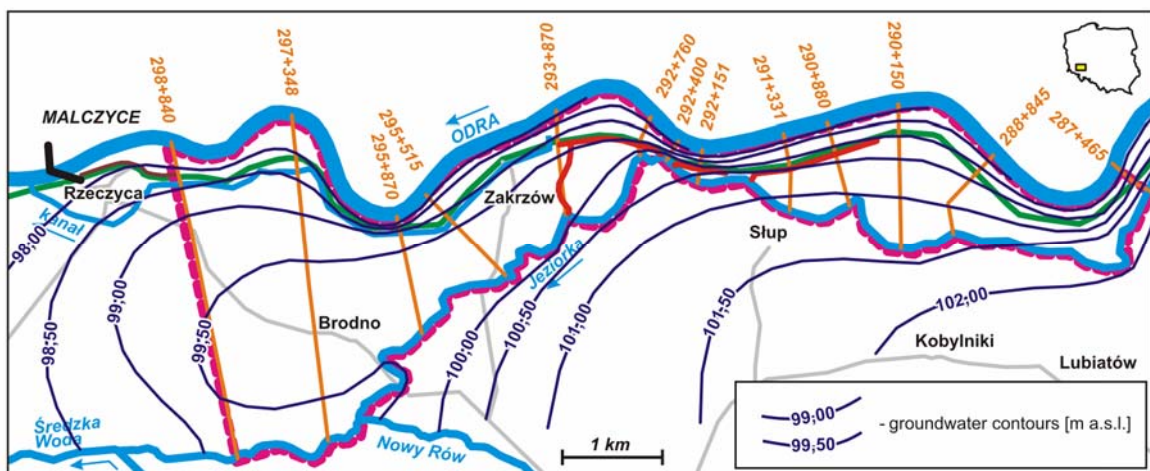 298+840
297+348
295+515
295+870
293+870
292+760
292+400
292+151
291+331
290+880
290+150
288+845
287+465
MALCZYCE
ODRA
Rzeczyca
kanał
Zakrzów
Jeziorka
Słup
Brodno
Kobylniki
Lubiatów
98;00
98;50
99;00
99;50
100;00
100;50
101;00
101;50
102;00
Średzka
Woda
Nowy Rów
1 km
99;00
99;50
- groundwater contours [m a.s.l.]